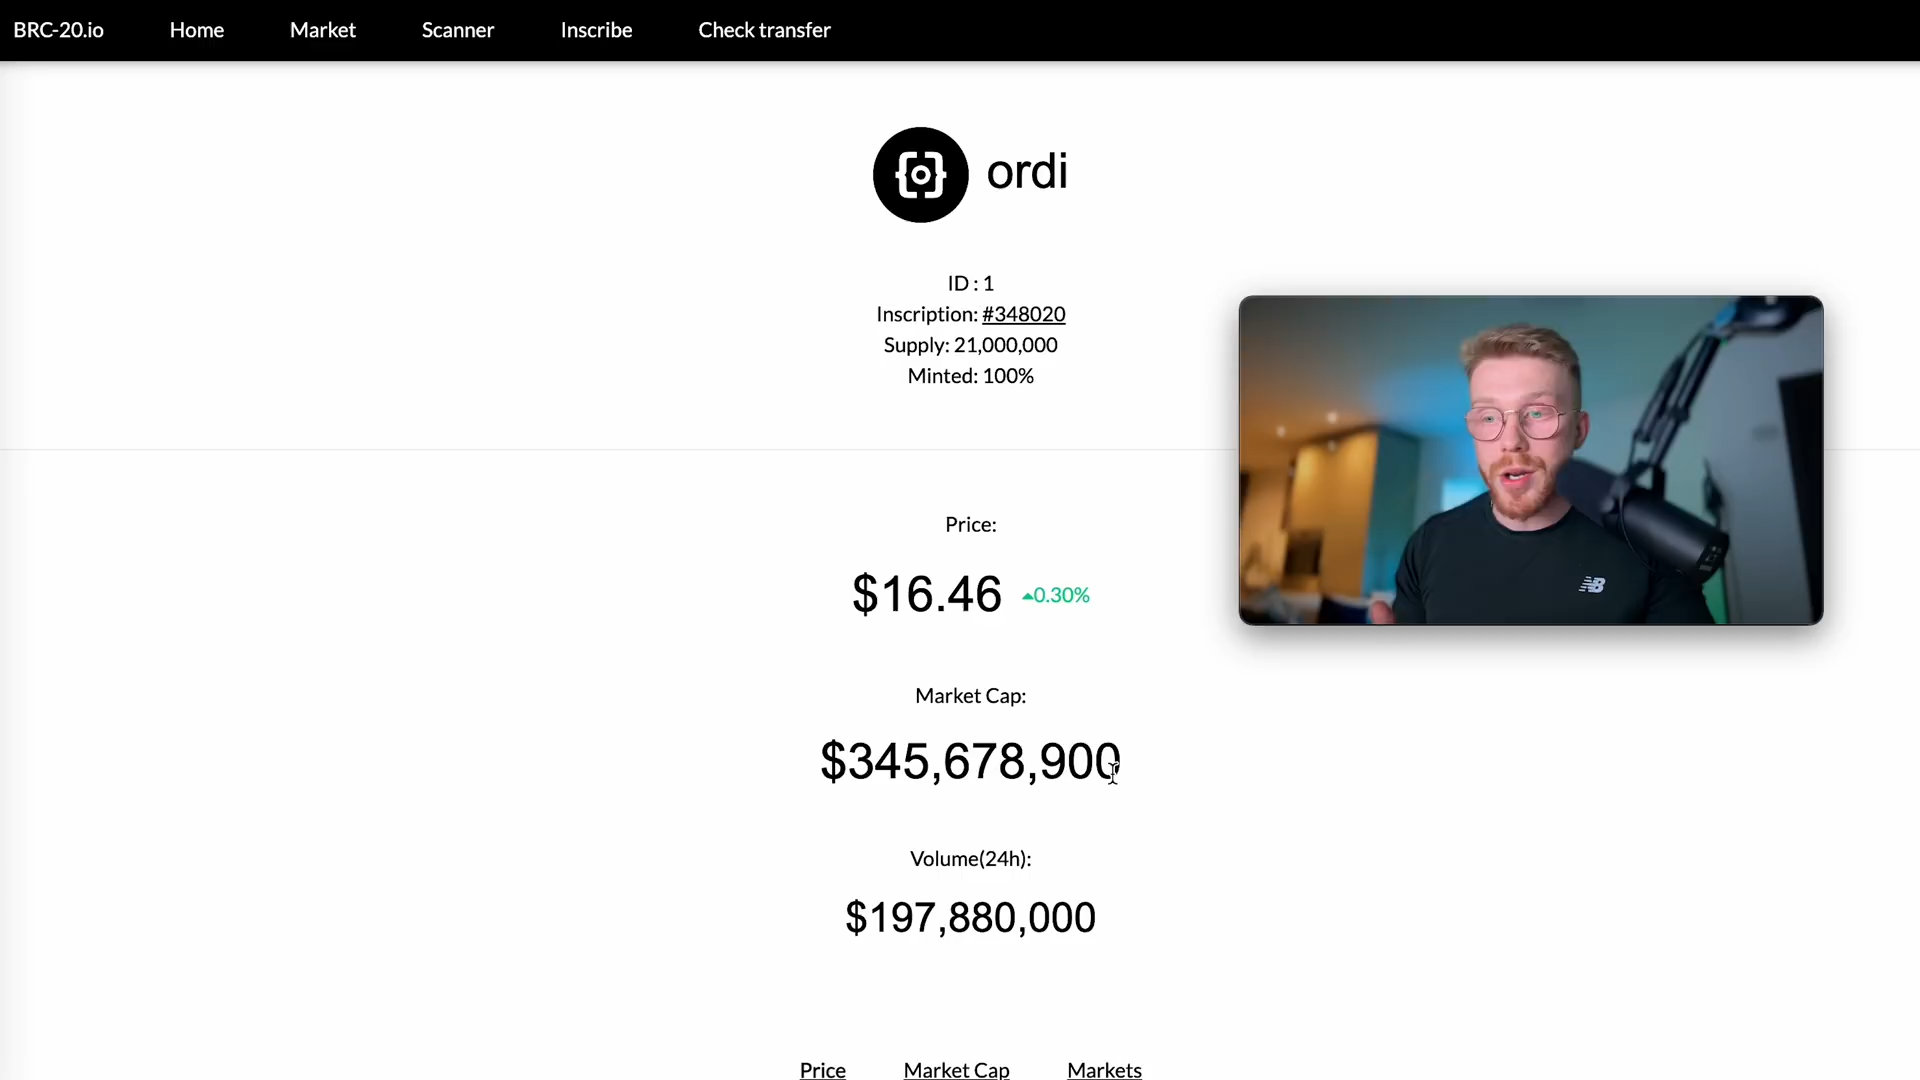 BRC-20.io Home Market Scanner Inscribe Check transfer
ordi
ID : 1
Inscription: #348020
Supply: 21,000,000
Minted: 100%
Price:
$16.46 ▲0.30%
Market Cap:
$345,678,900
Volume(24h):
$197,880,000
Price Market Cap Markets